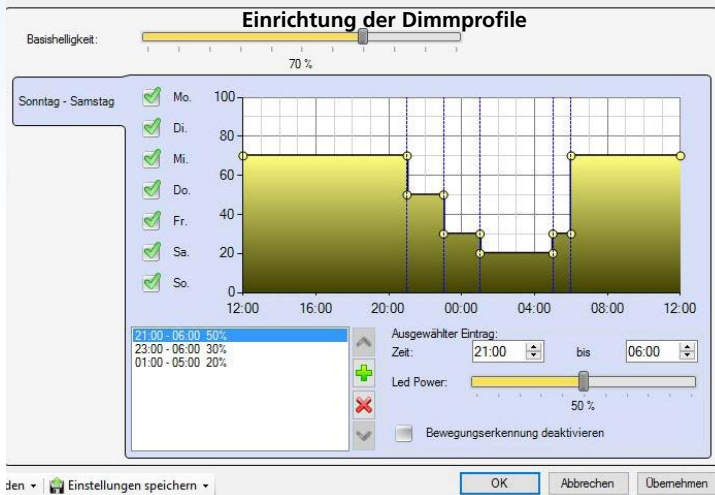 Einrichtung der Dimmprofile
Basishelligkeit:
70 %
Sonntag - Samstag
Mo.
Di.
Mi.
Do.
Fr.
Sa.
So.
100
80
60
40
20
0
12:00 16:00 20:00 00:00 04:00 08:00 12:00
21:00 - 06:00 50%
23:00 - 06:00 30%
01:00 - 05:00 20%
Ausgewählter Eintrag:
Zeit: 21:00 bis 06:00
Led Power:
50 %
Bewegungserkennung deaktivieren
den Einstellungen speichern OK Abbrechen Übernehmen